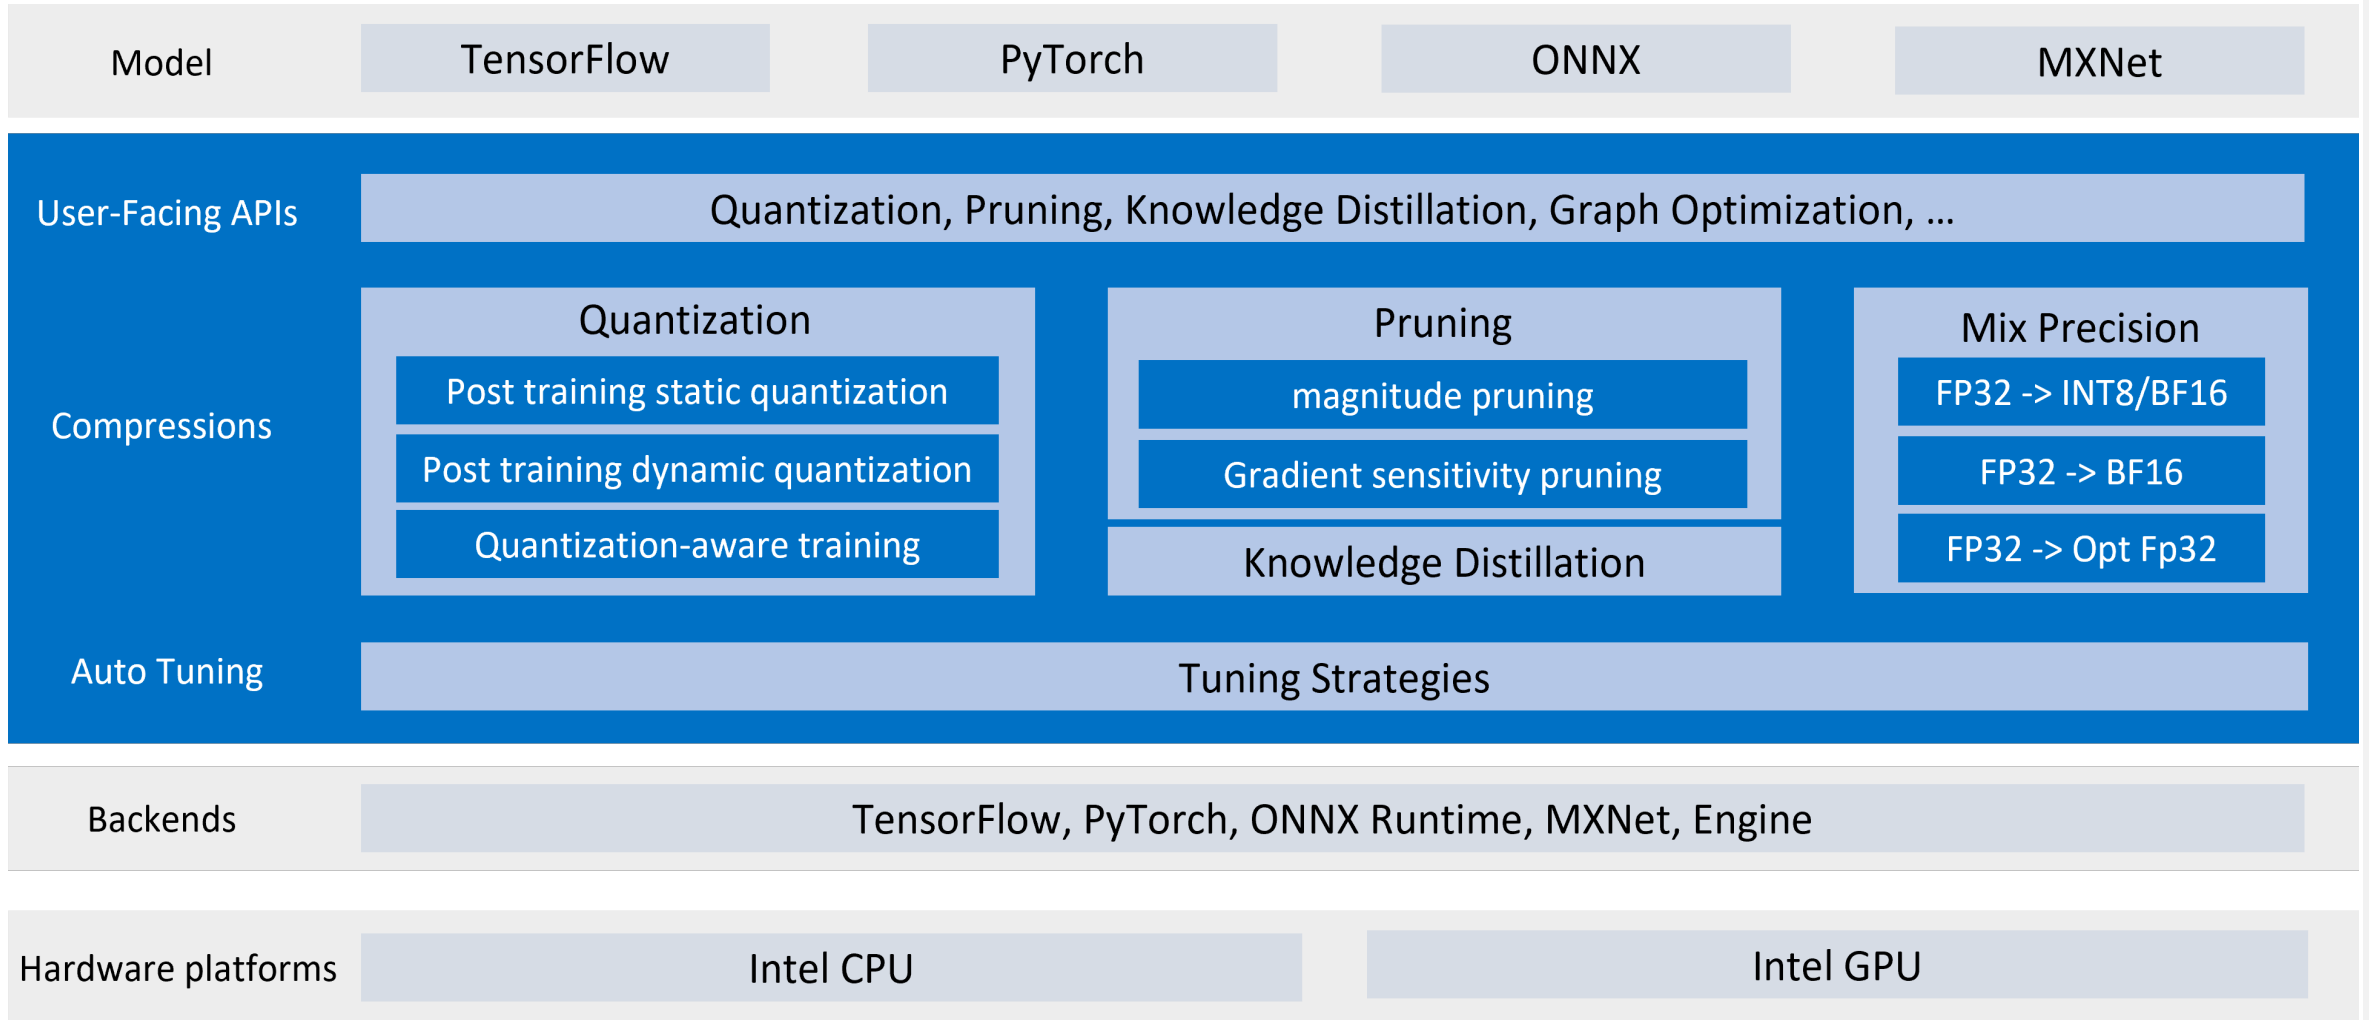 Model
TensorFlow
PyTorch
ONNX
MXNet
User-Facing APIs
Quantization, Pruning, Knowledge Distillation, Graph Optimization, ...
Compressions
Quantization
Post training static quantization
Post training dynamic quantization
Quantization-aware training
Pruning
magnitude pruning
Gradient sensitivity pruning
Knowledge Distillation
Mix Precision
FP32 -> INT8/BF16
FP32 -> BF16
FP32 -> Opt Fp32
Auto Tuning
Tuning Strategies
Backends
TensorFlow, PyTorch, ONNX Runtime, MXNet, Engine
Hardware platforms
Intel CPU
Intel GPU